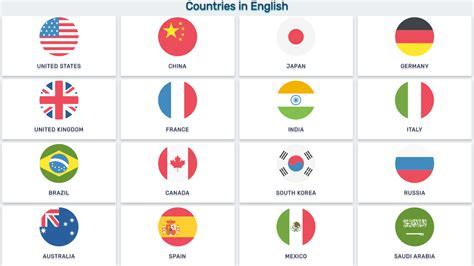 Countries in English
UNITED STATES
CHINA
JAPAN
GERMANY
UNITED KINGDOM
FRANCE
INDIA
ITALY
BRAZIL
CANADA
SOUTH KOREA
RUSSIA
AUSTRALIA
SPAIN
MEXICO
SAUDI ARABIA